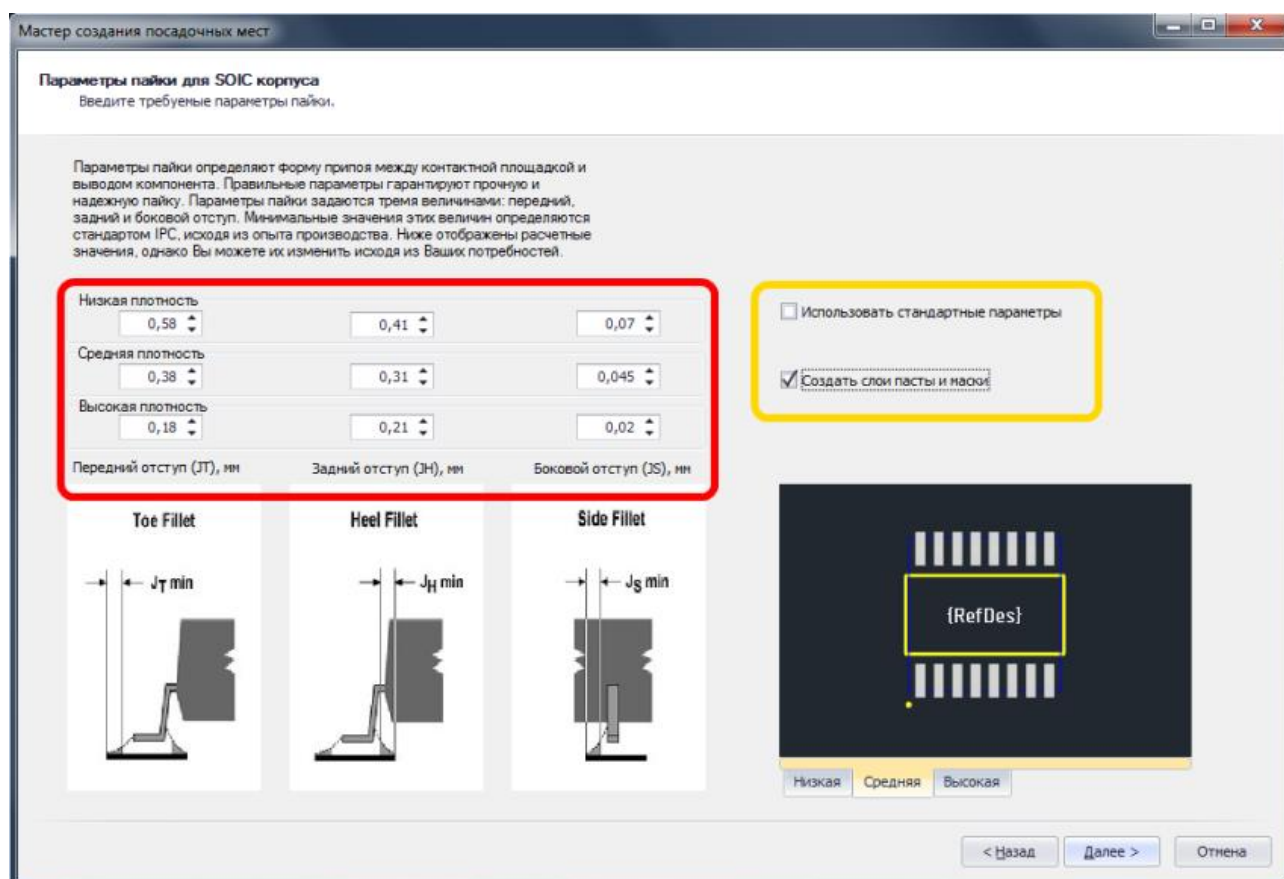 Мастер создания посадочных мест
Параметры пайки для SOIC корпуса
Введите требуемые параметры пайки.
Параметры пайки определяют форму припоя между контактной площадкой и
выводом компонента. Правильные параметры гарантируют прочную и
надежную пайку. Параметры пайки задаются тремя величинами: передний,
задний и боковой отступ. Минимальные значения этих величин определяются
стандартом IPC, исходя из опыта производства. Ниже отображены расчетные
значения, однако Вы можете их изменить исходя из Ваших потребностей.
Низкая плотность
0,58 0,41 0,07
Средняя плотность
0,38 0,31 0,045
Высокая плотность
0,18 0,21 0,02
Передний отступ (JT), мм Задний отступ (JH), мм Боковой отступ (JS), мм
Использовать стандартные параметры
Создать слои пасты и маски
Toe Fillet Heel Fillet Side Fillet
JT min JH min JS min
{RefDes}
Низкая Средняя Высокая
< Назад Далее > Отмена